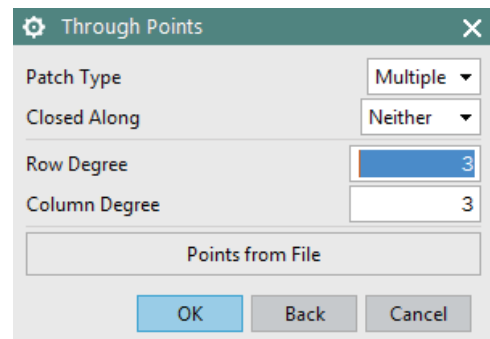 Through Points
Patch Type Multiple
Closed Along Neither
Row Degree 3
Column Degree 3
Points from File
OK Back Cancel